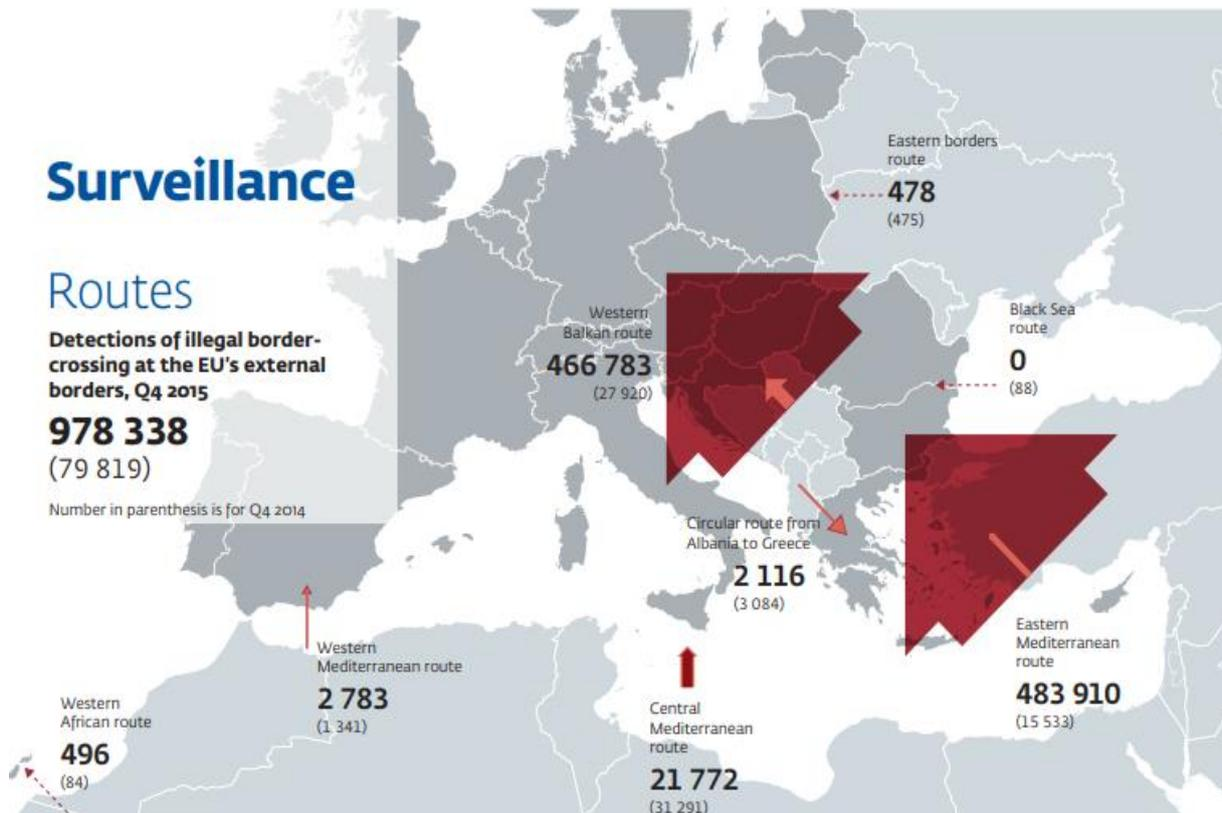 Surveillance
Routes
Detections of illegal border-
crossing at the EU's external
borders, Q4 2015
978 338
(79 819)
Number in parenthesis is for Q4 2014
Eastern borders
route
478
(475)
Western
Balkan route
466 783
(27 920)
Black Sea
route
0
(88)
Circular route from
Albania to Greece
2 116
(3 084)
Eastern
Mediterranean
route
483 910
(15 533)
Western
Mediterranean route
2 783
(1 341)
Central
Mediterranean
route
21 772
(31 291)
Western
African route
496
(84)